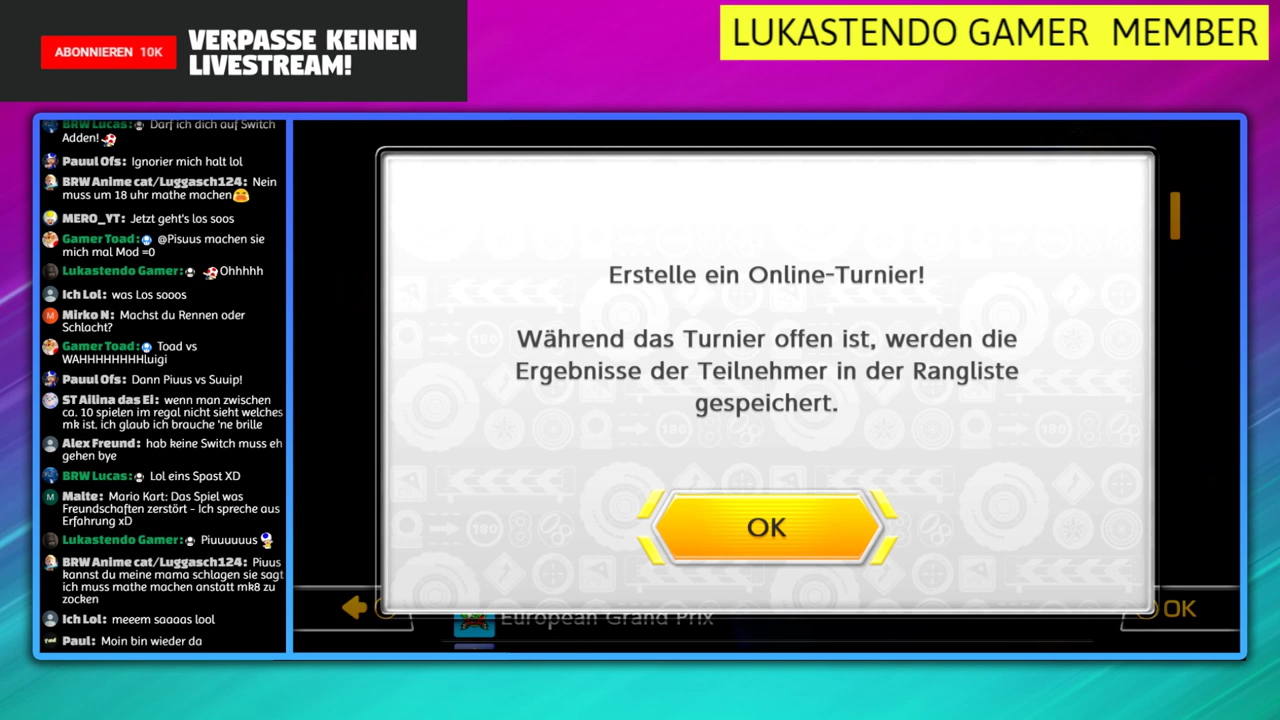 ABONNIEREN 10K
VERPASSE KEINEN
LIVESTREAM!
LUKASTENDO GAMER MEMBER
BRW Lucas: Darf ich dich auf Switch
Adden!
Pauul Ofs: Ignorier mich halt lol
BRW Anime cat/Luggasch124: Nein
muss um 18 uhr mathe machen
MERO_YT: Jetzt geht's los soos
Gamer Toad: @Pisuus machen sie
mich mal Mod =0
Lukastendo Gamer: Ohhhhh
Ich Lol: was Los sooos
M Mirko N: Machst du Rennen oder
Schlacht?
Gamer Toad: Toad vs
WAHHHHHHHHluigi
Pauul Ofs: Dann Piuus vs Suuip!
ST Ailina das Ei: wenn man zwischen
ca. 10 spielen im regal nicht sieht welches
mk ist. ich glaub ich brauche 'ne brille
Alex Freund: hab keine Switch muss eh
gehen bye
BRW Lucas: Lol eins Spast XD
M Malte: Mario Kart: Das Spiel was
Freundschaften zerstört - Ich spreche aus
Erfahrung xD
Lukastendo Gamer: Piuuuuuus
BRW Anime cat/Luggasch124: Piuus
kannst du meine mama schlagen sie sagt
ich muss mathe machen anstatt mk8 zu
zocken
Ich Lol: meeem saaaas lool
Paul: Moin bin wieder da
Erstelle ein Online-Turnier!
Während das Turnier offen ist, werden die
Ergebnisse der Teilnehmer in der Rangliste
gespeichert.
OK
European Grand Prix
OK